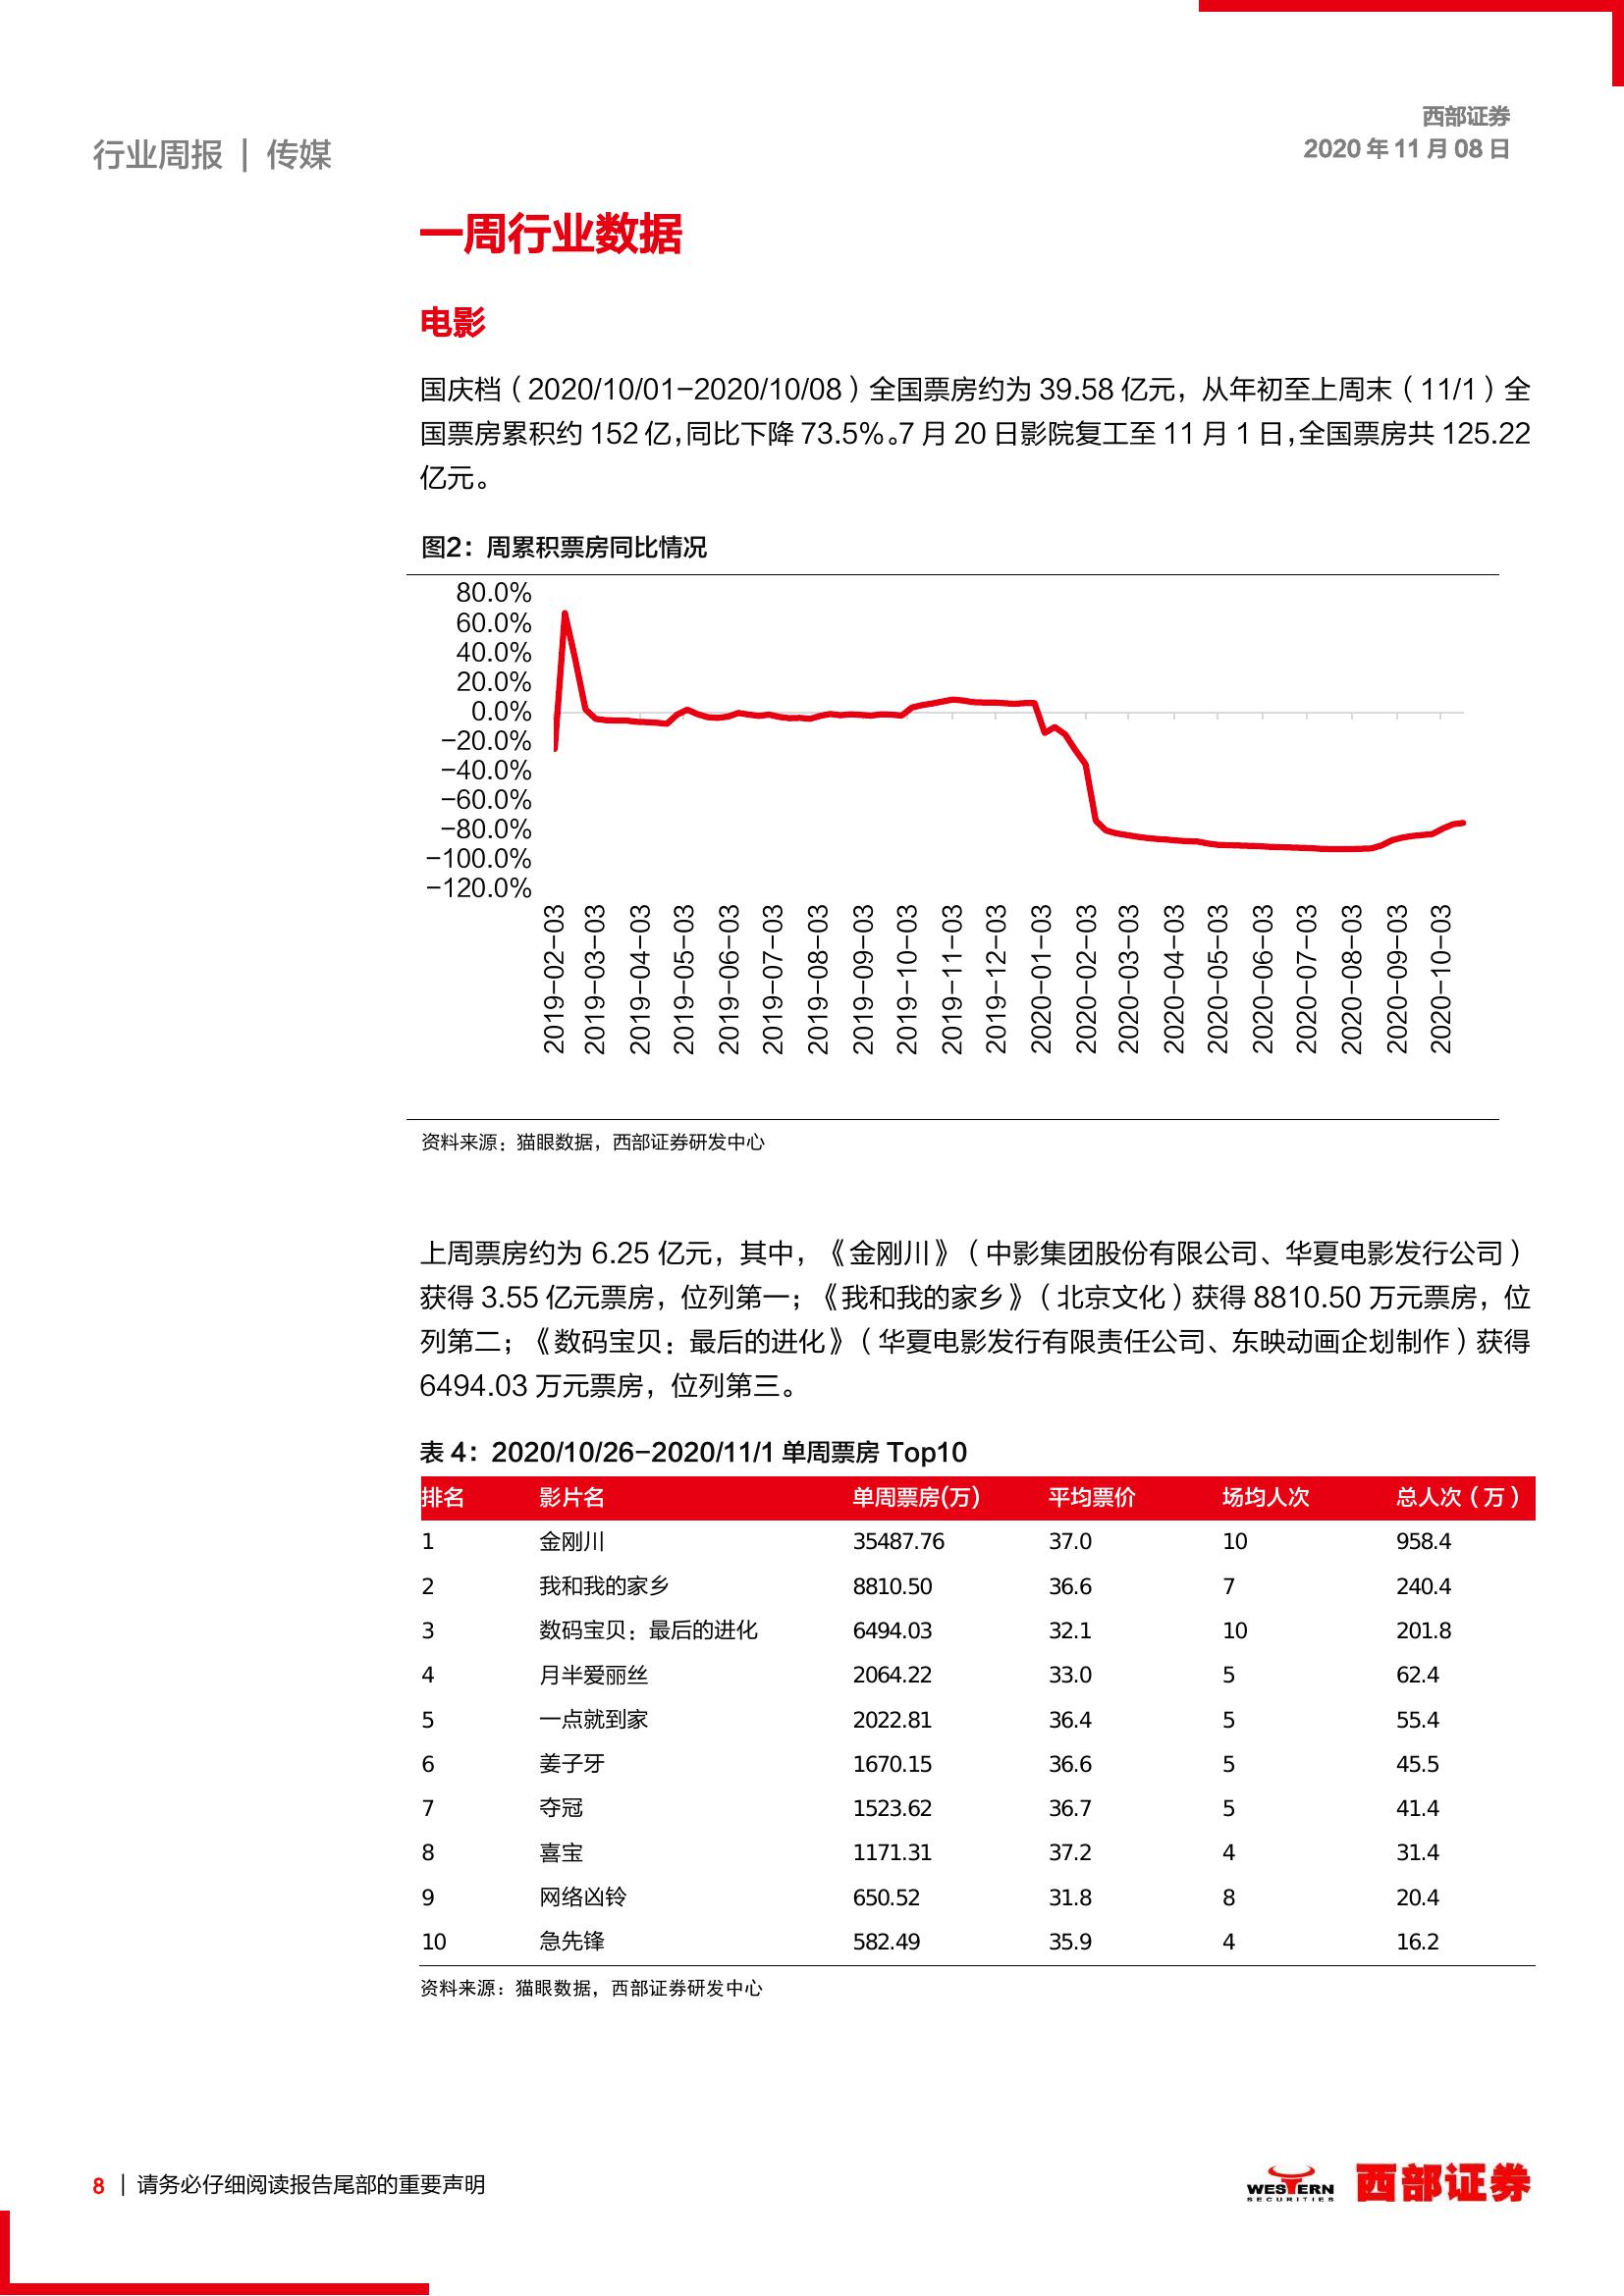 西部证券
行业周报 | 传媒
2020 年 11 月 08 日
一周行业数据
电影
国庆档（2020/10/01-2020/10/08）全国票房约为 39.58 亿元，从年初至上周末（11/1）全
国票房累积约 152 亿，同比下降 73.5%。7 月 20 日影院复工至 11 月 1 日，全国票房共 125.22
亿元。
图2：周累积票房同比情况
80.0%
60.0%
40.0%
20.0%
0.0%
-20.0%
-40.0%
-60.0%
-80.0%
-100.0%
-120.0%
2019-02-03
2019-03-03
2019-04-03
2019-05-03
2019-06-03
2019-07-03
2019-08-03
2019-09-03
2019-10-03
2019-11-03
2019-12-03
2020-01-03
2020-02-03
2020-03-03
2020-04-03
2020-05-03
2020-06-03
2020-07-03
2020-08-03
2020-09-03
2020-10-03
资料来源：猫眼数据，西部证券研发中心
上周票房约为 6.25 亿元，其中，《金刚川》（中影集团股份有限公司、华夏电影发行公司）
获得 3.55 亿元票房，位列第一；《我和我的家乡》（北京文化）获得 8810.50 万元票房，位
列第二；《数码宝贝：最后的进化》（华夏电影发行有限责任公司、东映动画企划制作）获得
6494.03 万元票房，位列第三。
表 4：2020/10/26-2020/11/1 单周票房 Top10
排名 影片名 单周票房(万) 平均票价 场均人次 总人次（万）
1 金刚川 35487.76 37.0 10 958.4
2 我和我的家乡 8810.50 36.6 7 240.4
3 数码宝贝：最后的进化 6494.03 32.1 10 201.8
4 月半爱丽丝 2064.22 33.0 5 62.4
5 一点就到家 2022.81 36.4 5 55.4
6 姜子牙 1670.15 36.6 5 45.5
7 夺冠 1523.62 36.7 5 41.4
8 喜宝 1171.31 37.2 4 31.4
9 网络凶铃 650.52 31.8 8 20.4
10 急先锋 582.49 35.9 4 16.2
资料来源：猫眼数据，西部证券研发中心
8 | 请务必仔细阅读报告尾部的重要声明
WESTERN
SECURITIES
西部证券